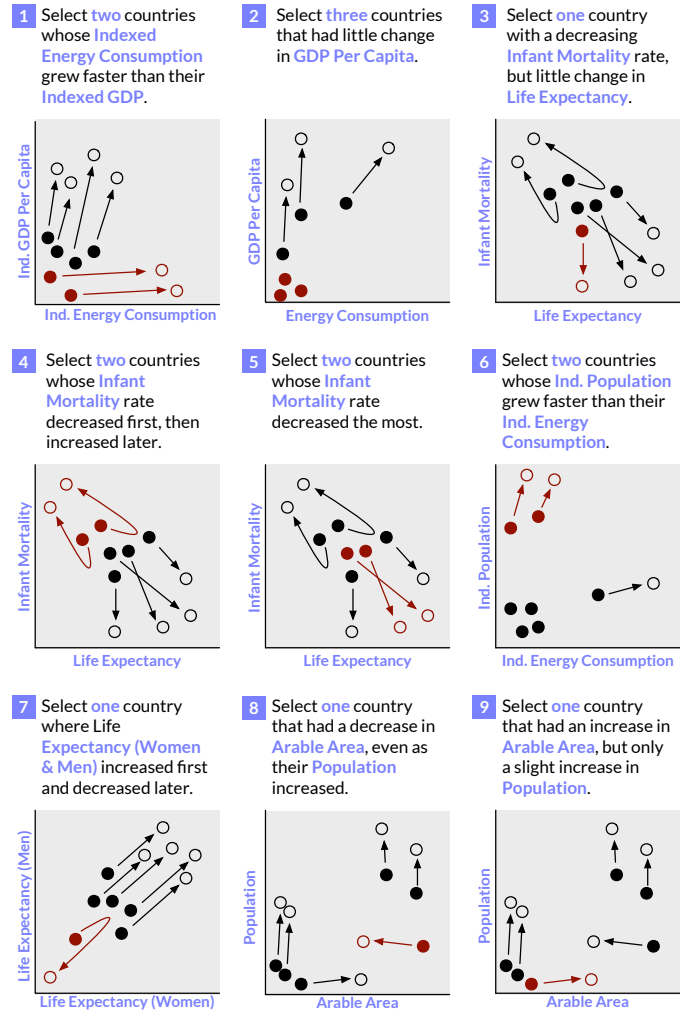 1 Select two countries
whose Indexed
Energy Consumption
grew faster than their
Indexed GDP.
Ind. GDP Per Capita
Ind. Energy Consumption
2 Select three countries
that had little change
in GDP Per Capita.
GDP Per Capita
Energy Consumption
3 Select one country
with a decreasing
Infant Mortality rate,
but little change in
Life Expectancy.
Infant Mortality
Life Expectancy
4 Select two countries
whose Infant
Mortality rate
decreased first, then
increased later.
Infant Mortality
Life Expectancy
5 Select two countries
whose Infant
Mortality rate
decreased the most.
Infant Mortality
Life Expectancy
6 Select two countries
whose Ind. Population
grew faster than their
Ind. Energy
Consumption.
Ind. Population
Ind. Energy Consumption
7 Select one country
where Life
Expectancy (Women
& Men) increased first
and decreased later.
Life Expectancy (Men)
Life Expectancy (Women)
8 Select one country
that had a decrease in
Arable Area, even as
their Population
increased.
Population
Arable Area
9 Select one country
that had an increase in
Arable Area, but only
a slight increase in
Population.
Population
Arable Area